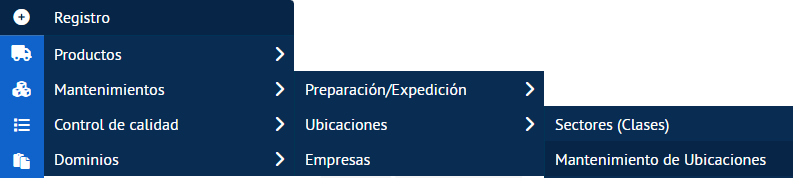 Registro
Productos
Mantenimientos
Control de calidad
Dominios
Preparación/Expedición
Ubicaciones
Empresas
Sectores (Clases)
Mantenimiento de Ubicaciones